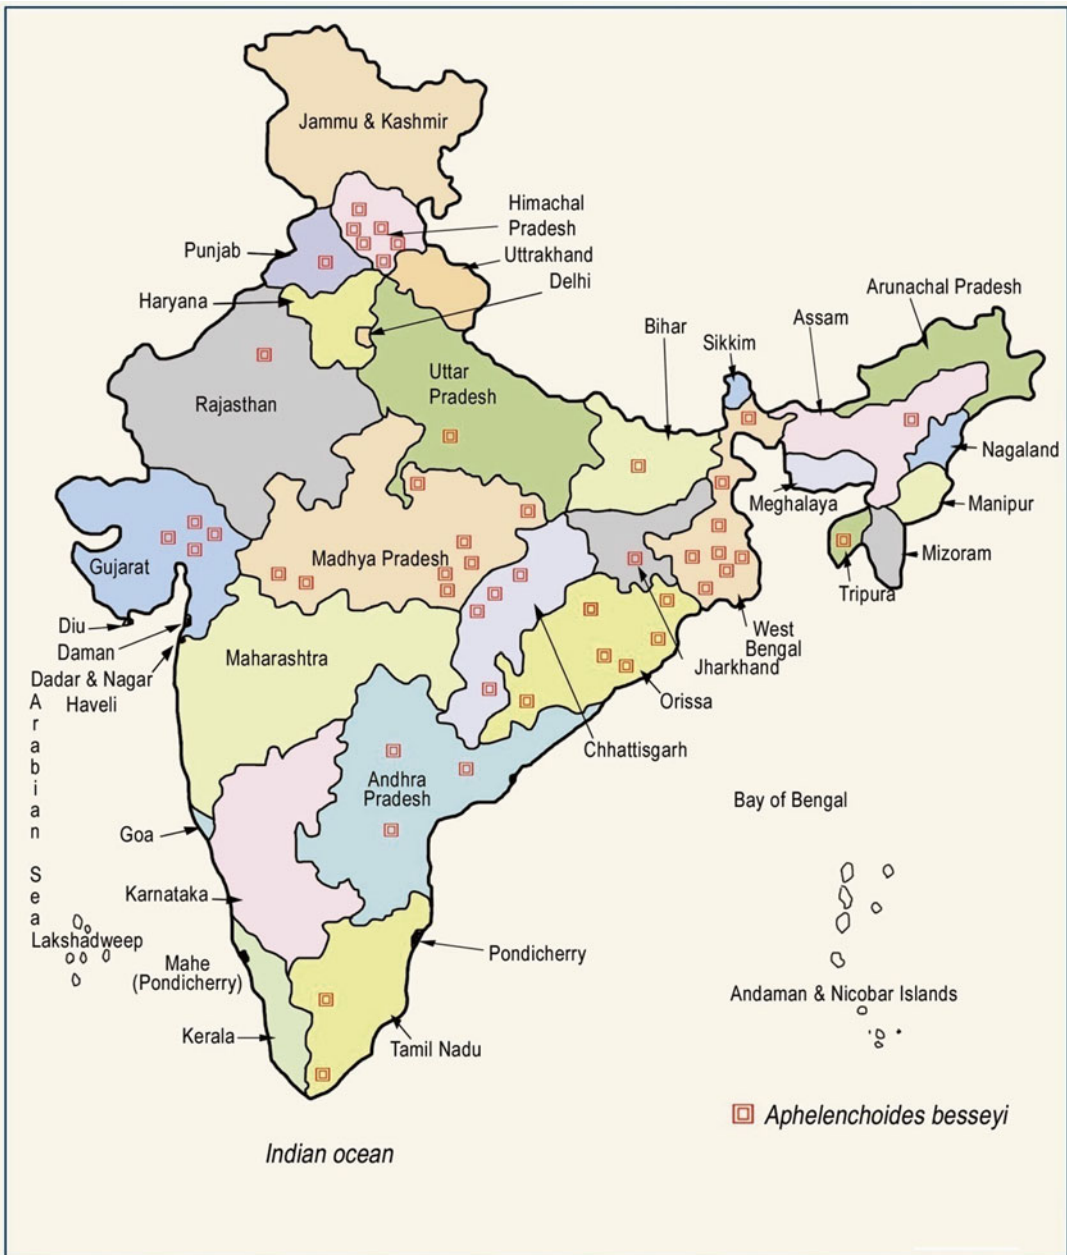 Jammu & Kashmir
Himachal
Pradesh
Punjab
Uttrakhand
Delhi
Haryana
Arunachal Pradesh
Assam
Bihar
Sikkim
Uttar
Pradesh
Rajasthan
Nagaland
Meghalaya
Manipur
Madhya Pradesh
Gujarat
Mizoram
Tripura
Diu
Daman
West
Bengal
Maharashtra
Jharkhand
Dadar & Nagar
Haveli
Orissa
Chhattisgarh
Arabian Sea
Andhra
Pradesh
Bay of Bengal
Goa
Karnataka
Lakshadweep
Mahe
(Pondicherry)
Pondicherry
Andaman & Nicobar Islands
Kerala
Tamil Nadu
Aphelenchoides besseyi
Indian ocean